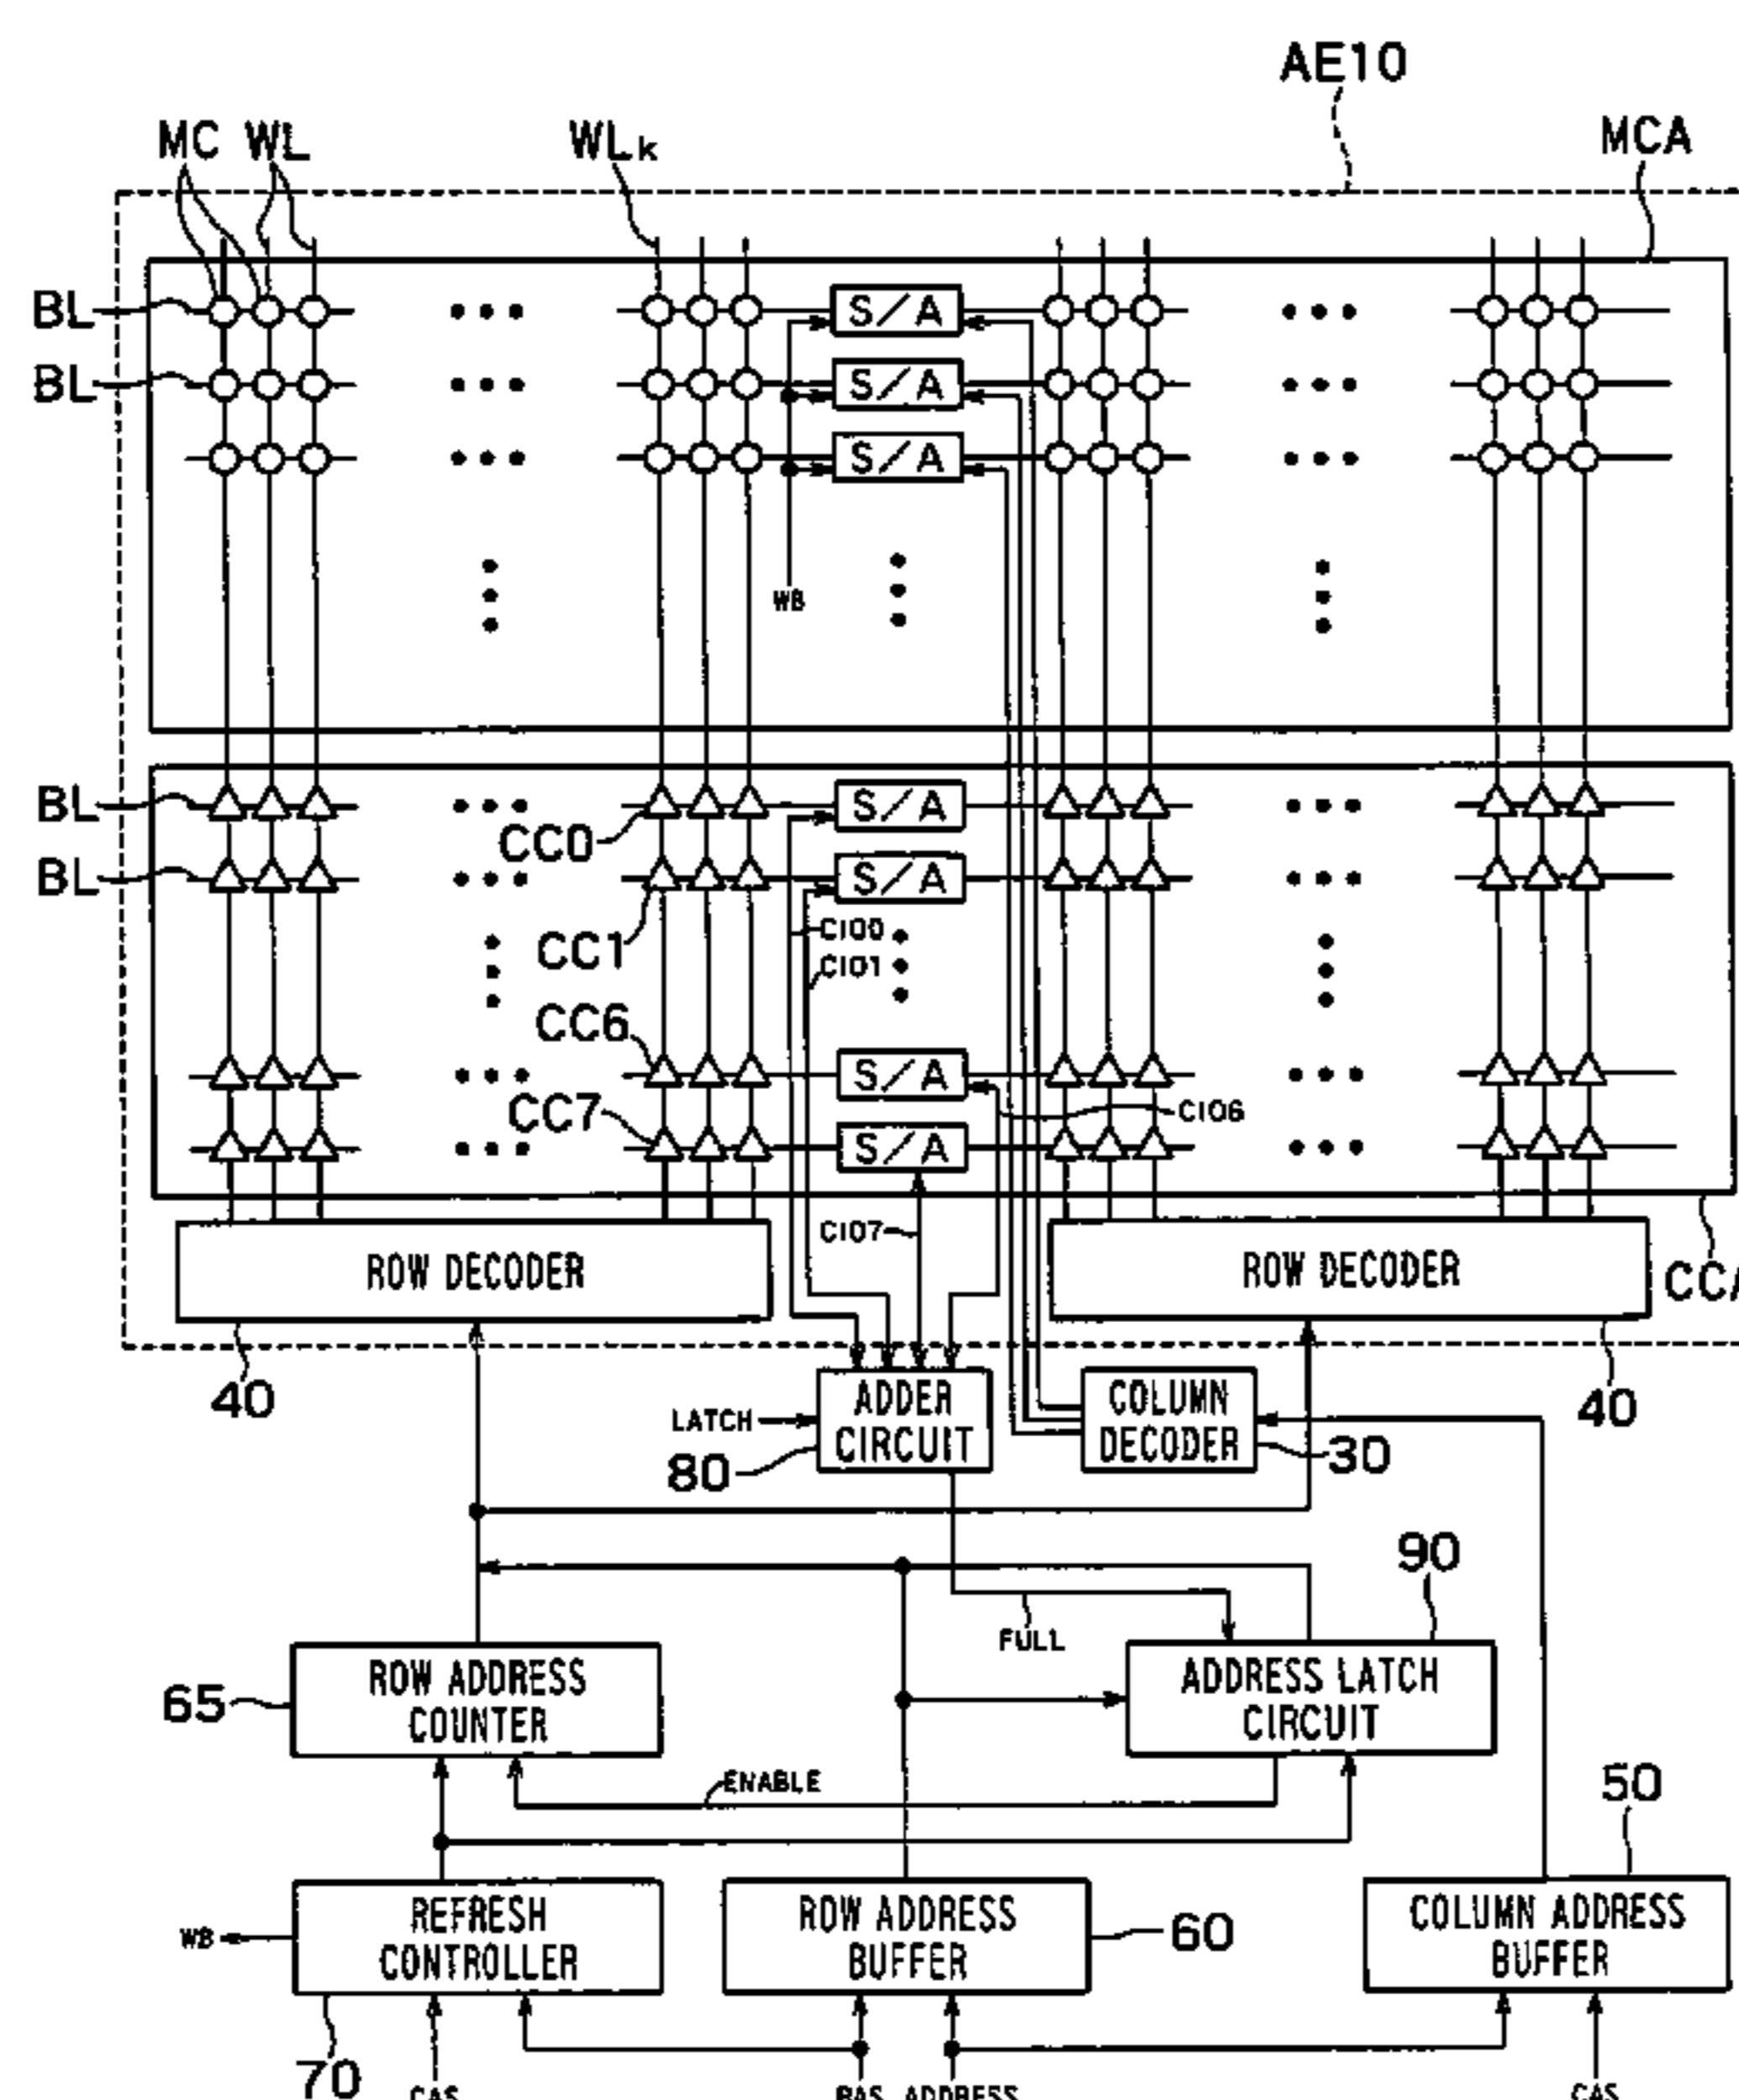 AE10
MC WL WLk MCA
BL S/A
BL S/A
S/A
WB
BL S/A
CC0
BL S/A
CC1 CIO0
CIO1
CC6 S/A
CC7 S/A CIO6
CIO7
ROW DECODER ROW DECODER
40 40
LATCH
ADDER
CIRCUIT
80
COLUMN
DECODER
30
90
FULL
65
ROW ADDRESS
COUNTER
ADDRESS LATCH
CIRCUIT
ENABLE
50
WB
REFRESH
CONTROLLER
ROW ADDRESS
BUFFER
60
COLUMN ADDRESS
BUFFER
70
CAS RAS ADDRESS CAS